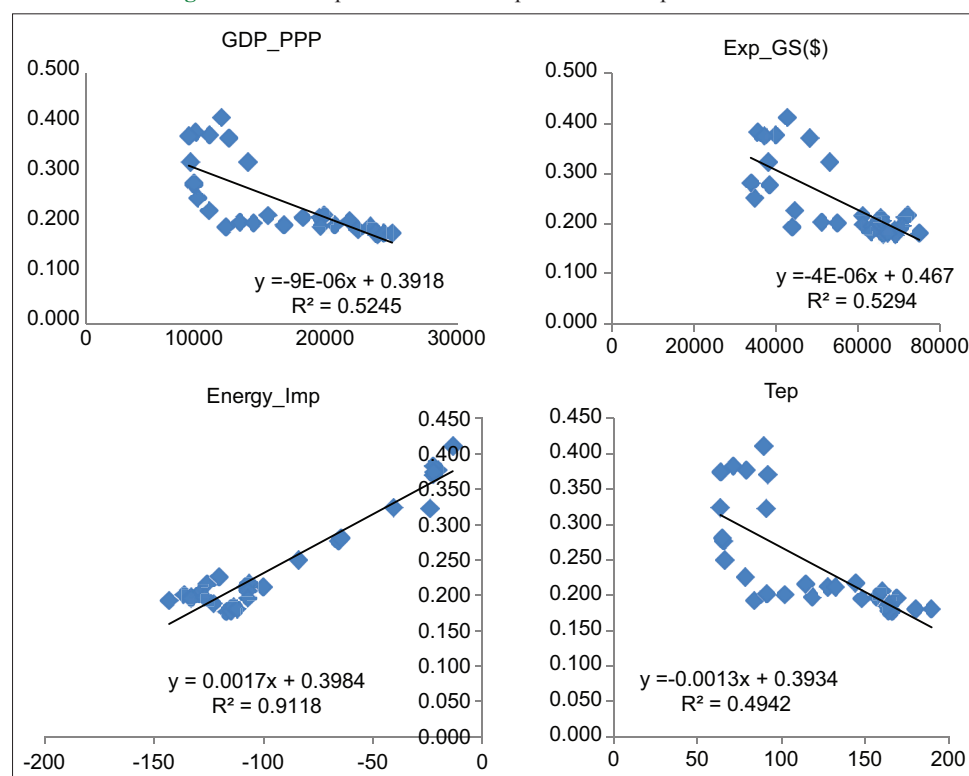 GDP_PPP
0.500
0.400
0.300
0.200
0.100
0.000
0 10000 20000 30000
y =-9E-06x + 0.3918
R² = 0.5245
Exp_GS($)
0.500
0.400
0.300
0.200
0.100
0.000
0 20000 40000 60000 80000
y =-4E-06x + 0.467
R² = 0.5294
Energy_Imp
0.450
0.400
0.350
0.300
0.250
0.200
0.150
0.100
0.050
0.000
-200 -150 -100 -50 0
y = 0.0017x + 0.3984
R² = 0.9118
Tep
0.450
0.400
0.350
0.300
0.250
0.200
0.150
0.100
0.050
0.000
0 50 100 150 200
y =-0.0013x + 0.3934
R² = 0.4942